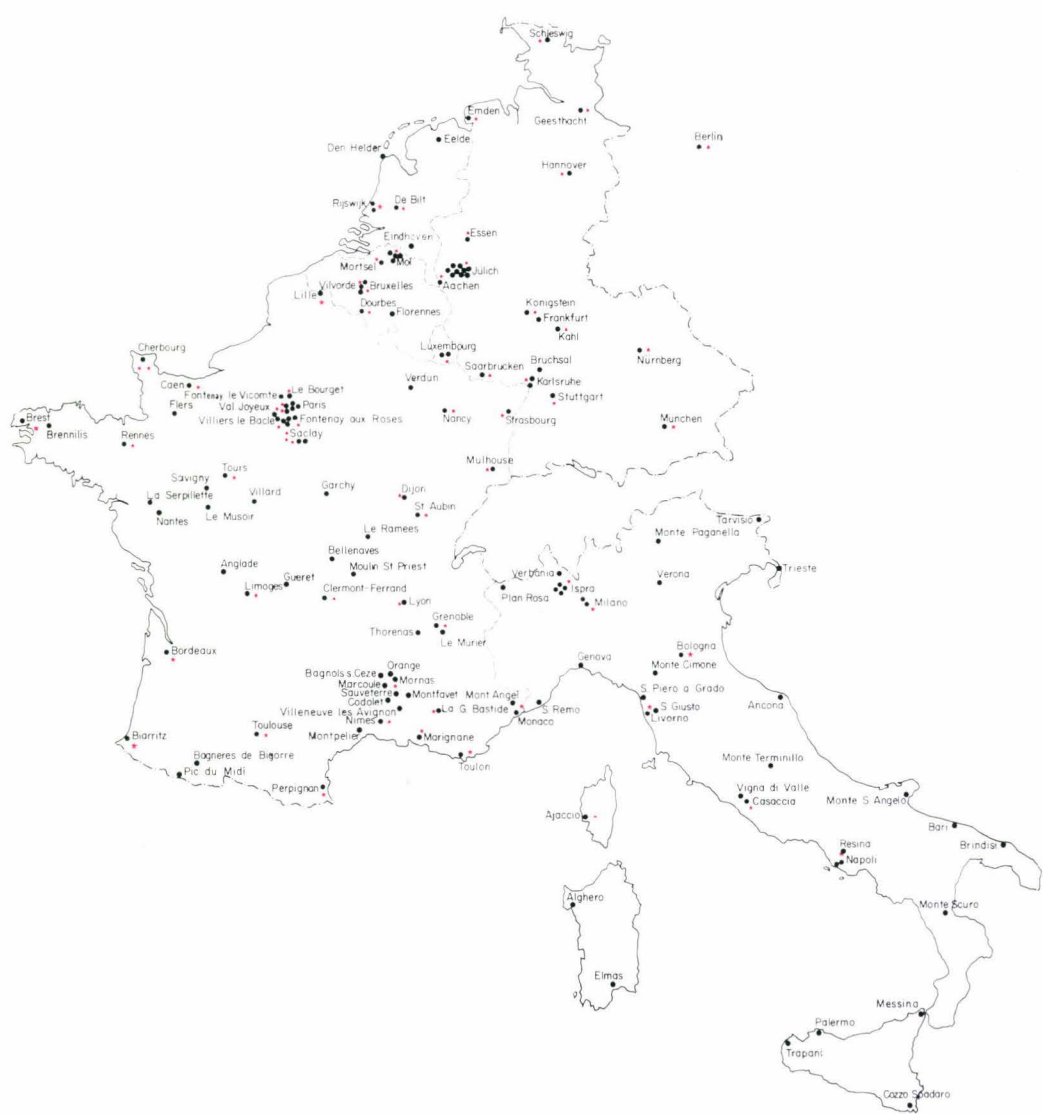 Schleswig
Emden
Geesthacht
Eelde
Berlin
Den Helder
Hannover
Rijswijk
De Bilt
Essen
Eindhoven
Mortsel
Mol
Jülich
Aachen
Vilvorde
Bruxelles
Lille
Dourbes
Florennes
Konigstein
Frankfurt
Kahl
Luxembourg
Cherbourg
Saarbrucken
Bruchsal
Nürnberg
Verdun
Karlsruhe
Caen
Le Bourget
Fontenay le Vicomte
Stuttgart
Val Joyeux
Paris
Flers
Brest
Villiers le Bacle
Fontenay aux Roses
Nancy
Strasbourg
Munchen
Brennilis
Rennes
Saclay
Mulhouse
Tours
Savigny
Garchy
Dijon
La Serpillette
Villard
St Aubin
Nantes
Le Musoir
Tarvisio
Le Ramees
Monte Paganella
Bellenaves
Anglade
Moulin St Priest
Verbania
Trieste
Gueret
Verona
Limoges
Clermont-Ferrand
Plan Rosa
Ispra
Lyon
Milano
Grenoble
Thorenas
Le Murier
Bordeaux
Bologna
Genova
Monte Cimone
Bagnols s. Ceze
Orange
Marcoule
Mornas
Sauveterre
Montfavet
Mont Angel
S. Piero a Grado
Codolet
S. Remo
Ancona
Villeneuve les Avignon
La G. Bastide
S Giusto
Monaco
Livorno
Nimes
Toulouse
Montpelier
Marignane
Biarritz
Toulon
Bagneres de Bigorre
Monte Terminillo
Pic du Midi
Perpignan
Vigna di Valle
Casaccia
Monte S Angelo
Ajaccio
Bari
Resina
Brindisi
Napoli
Alghero
Monte Scuro
Elmas
Messina
Palermo
Trapani
Cozzo Spadaro